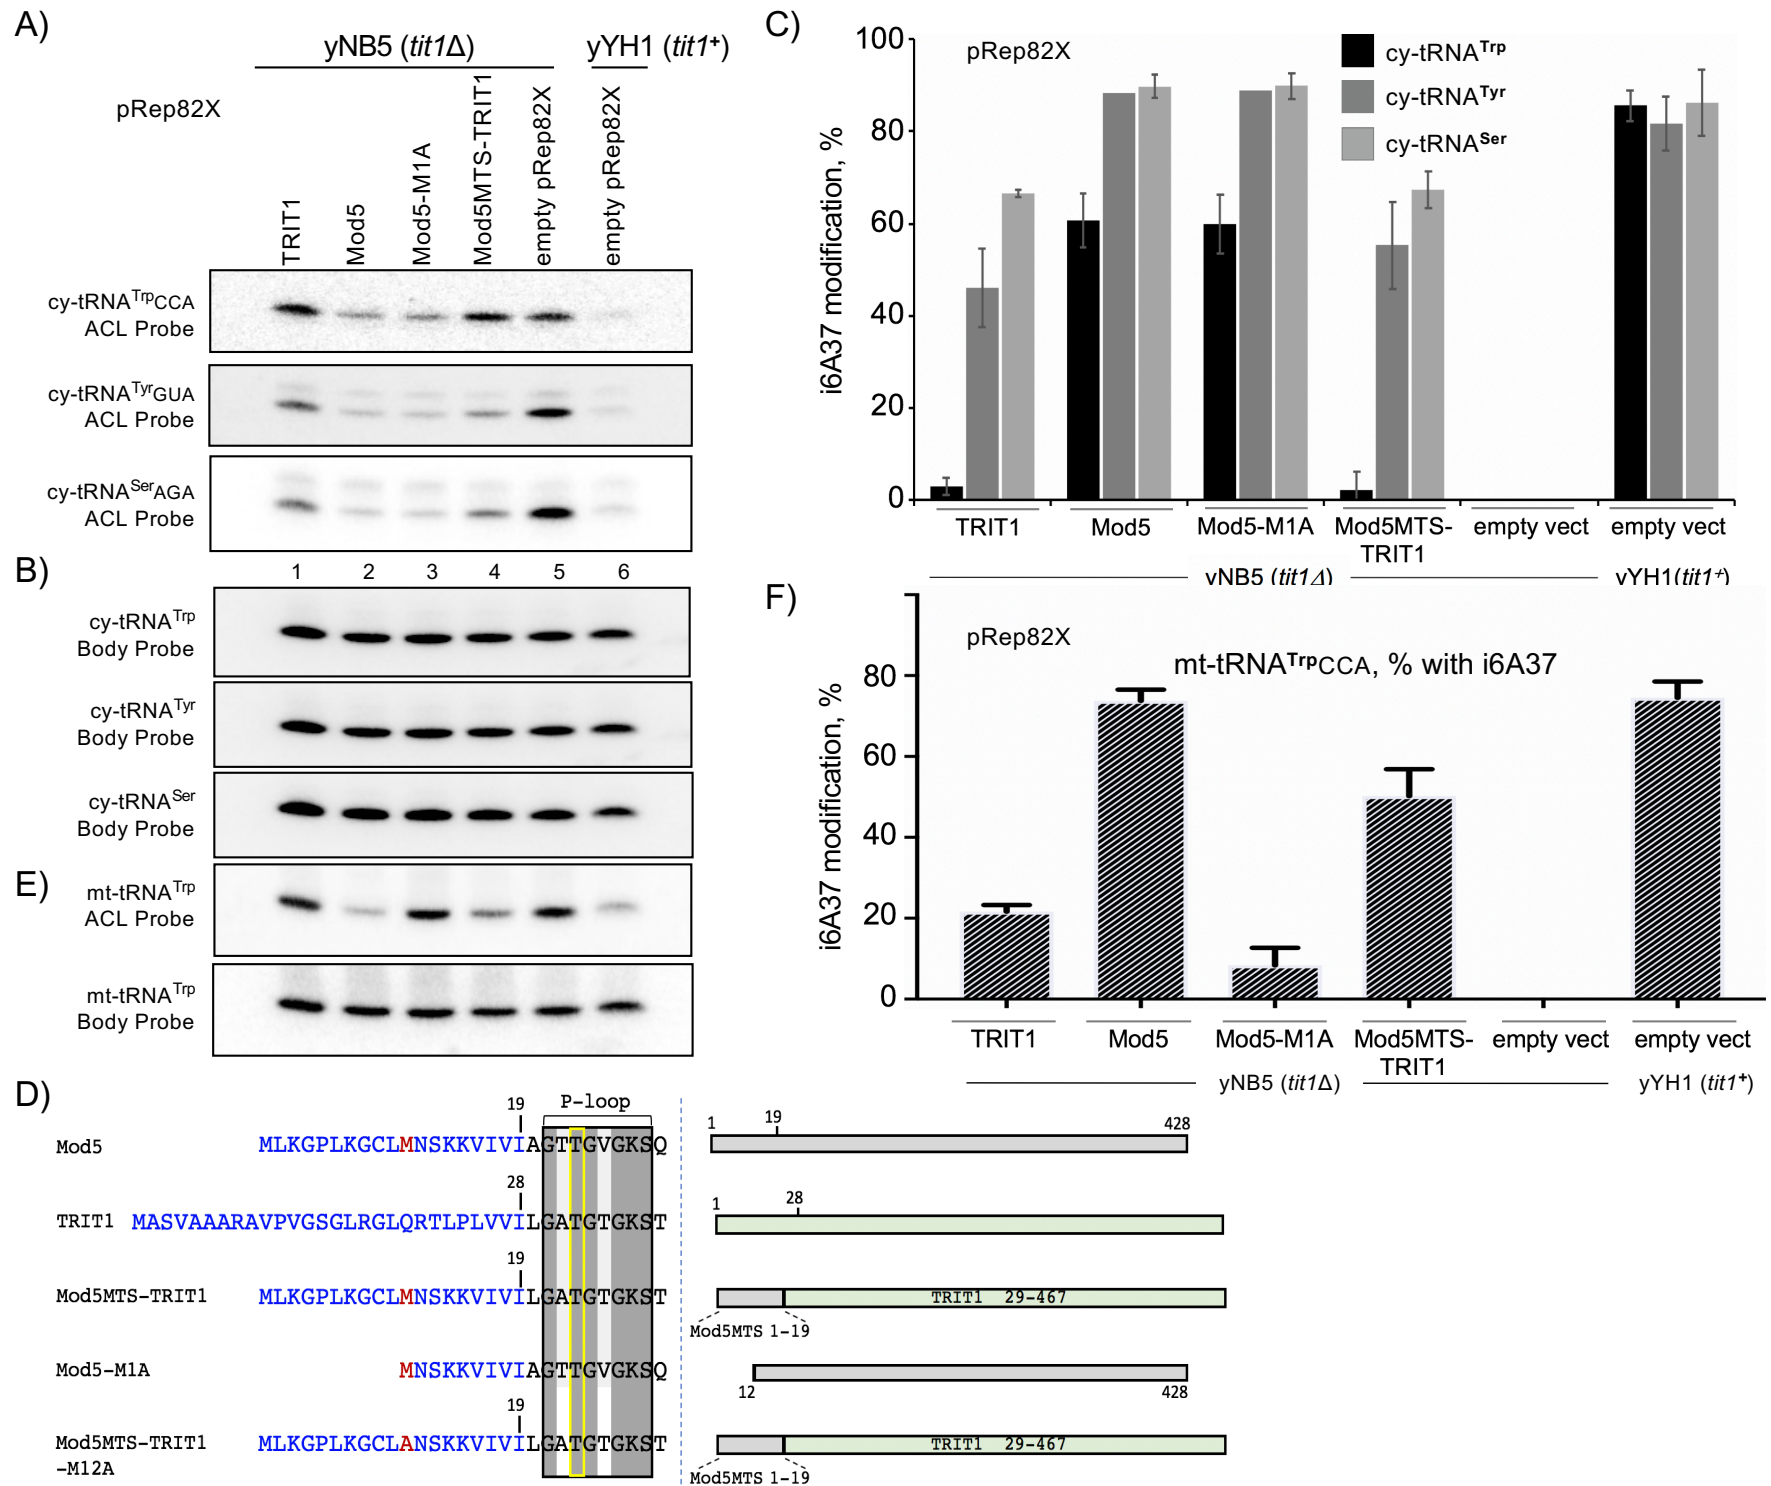 A)
yNB5 (tit1Δ)
yYH1 (tit1+)
pRep82X
TRIT1
Mod5
Mod5-M1A
Mod5MTS-TRIT1
empty pRep82X
empty pRep82X
cy-tRNATrpCCA
ACL Probe
cy-tRNATyrGUA
ACL Probe
cy-tRNASerAGA
ACL Probe
B)
1 2 3 4 5 6
cy-tRNATrp
Body Probe
cy-tRNATyr
Body Probe
cy-tRNASer
Body Probe
E)
mt-tRNATrp
ACL Probe
mt-tRNATrp
Body Probe
C)
pRep82X
cy-tRNATrp
cy-tRNATyr
cy-tRNASer
i6A37 modification, %
100
80
60
40
20
0
TRIT1 Mod5 Mod5-M1A Mod5MTS- empty vect empty vect
TRIT1
yNB5 (tit1Δ) yYH1(tit1+)
F)
pRep82X
mt-tRNATrpCCA, % with i6A37
i6A37 modification, %
80
60
40
20
0
TRIT1 Mod5 Mod5-M1A Mod5MTS- empty vect empty vect
TRIT1
yNB5 (tit1Δ) yYH1 (tit1+)
D)
19 P-loop
Mod5 MLKGPLKGCLMNSKKVIVIAGTTGVGKSQ
1 19 428
28
TRIT1 MASVAAARAVPVGSGLRGLQRTLPLVVILGATGTGKST
1 28
19
Mod5MTS-TRIT1 MLKGPLKGCLMNSKKVIVILGATGTGKST
TRIT1 29-467
Mod5MTS 1-19
Mod5-M1A MNSKKVIVIAGTTGVGKSQ
12 428
19
Mod5MTS-TRIT1 MLKGPLKGCLANSKKVIVILGATGTGKST
-M12A
TRIT1 29-467
Mod5MTS 1-19